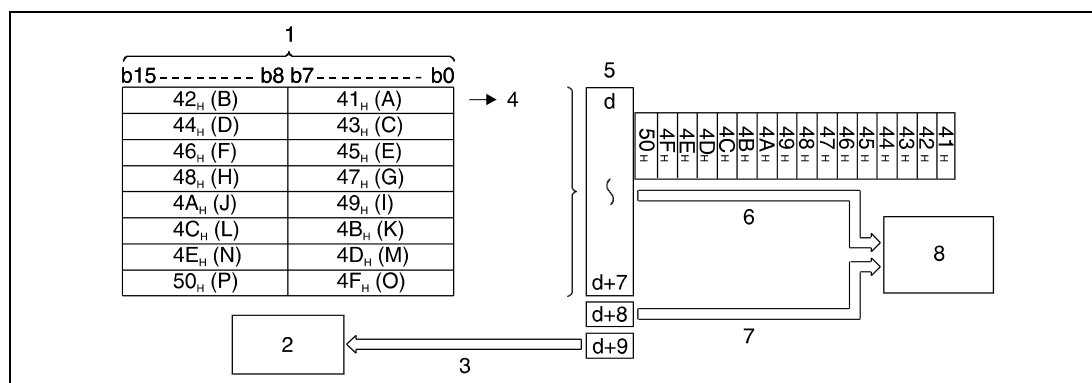 1
b15--------b8 b7--------b0
42H (B) 41H (A) → 4
44H (D) 43H (C)
46H (F) 45H (E)
48H (H) 47H (G)
4AH (J) 49H (I)
4CH (L) 4BH (K)
4EH (N) 4DH (M)
50H (P) 4FH (O)
5
d
50H 4FH 4EH 4DH 4CH 4BH 4AH 49H 48H 47H 46H 45H 44H 43H 42H 41H
6
8
d+7
d+8
7
d+9
3
2